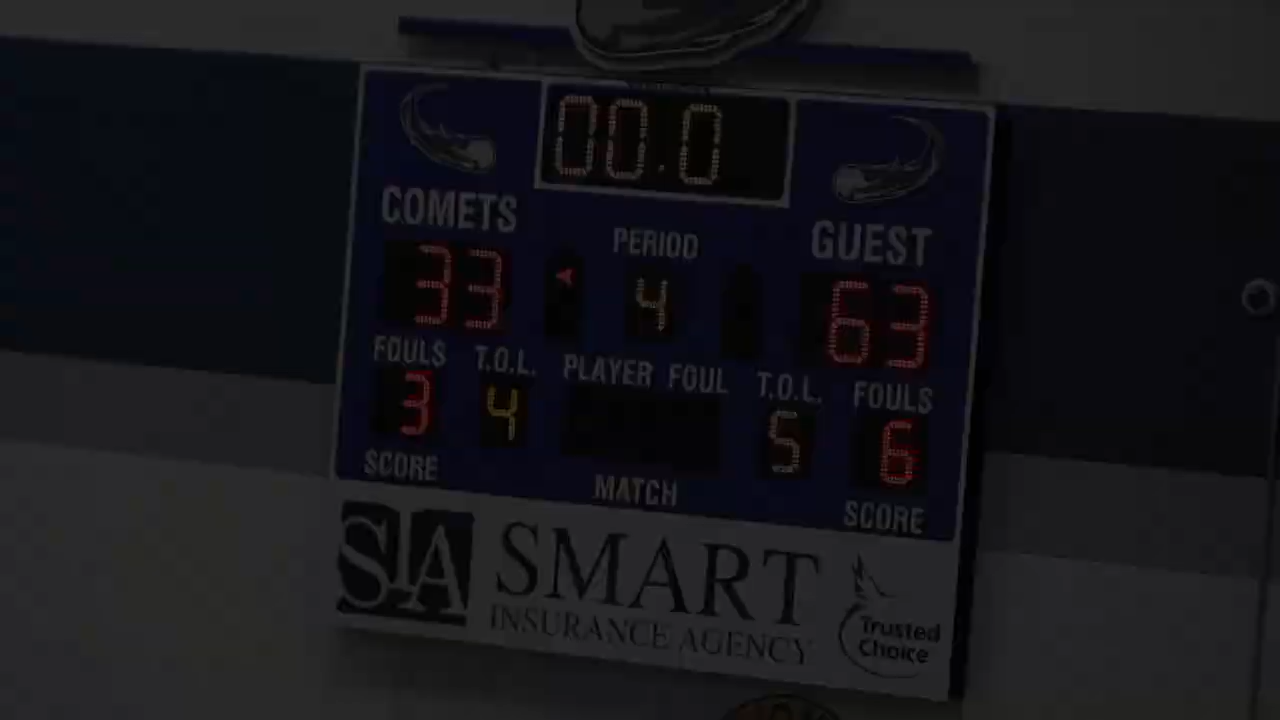 00.0
COMETS
PERIOD
GUEST
33
4
63
FOULS T.O.L. PLAYER FOUL T.O.L. FOULS
3 4 5 6
SCORE MATCH SCORE
SIA SMART
INSURANCE AGENCY
Trusted
Choice